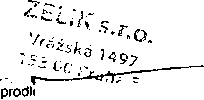 ZELIK s.r.o.
Vrážská 1497
153 00 Praha 5
prodl